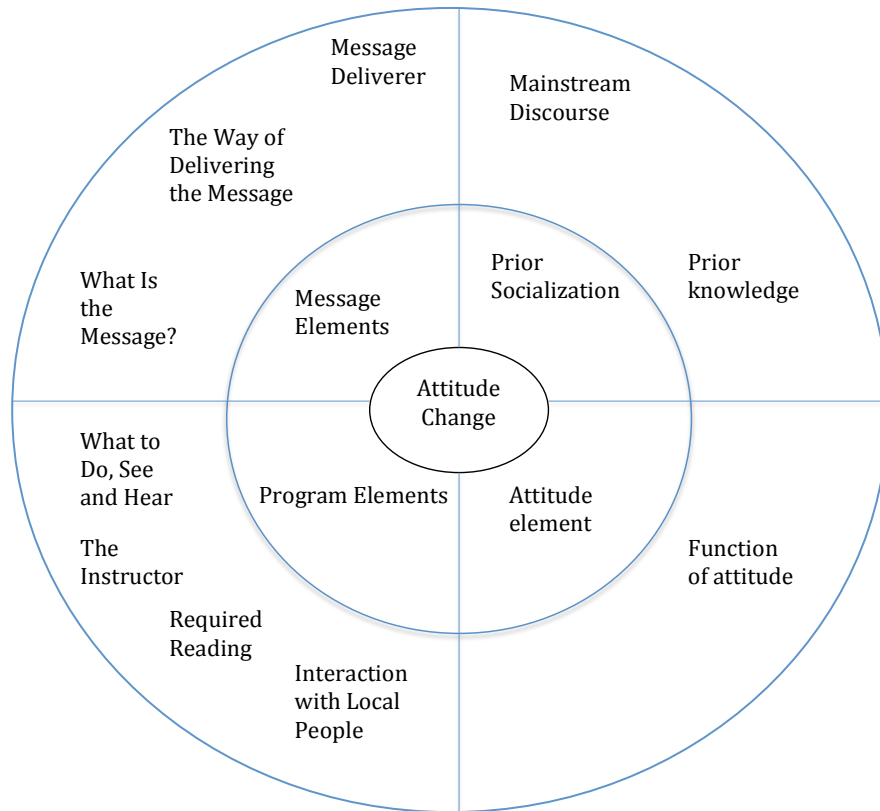 Message
Deliverer
Mainstream
Discourse
The Way of
Delivering
the Message
What Is
the
Message?
Message
Elements
Prior
Socialization
Prior
knowledge
Attitude
Change
What to
Do, See
and Hear
Program Elements
Attitude
element
The
Instructor
Function
of attitude
Required
Reading
Interaction
with Local
People